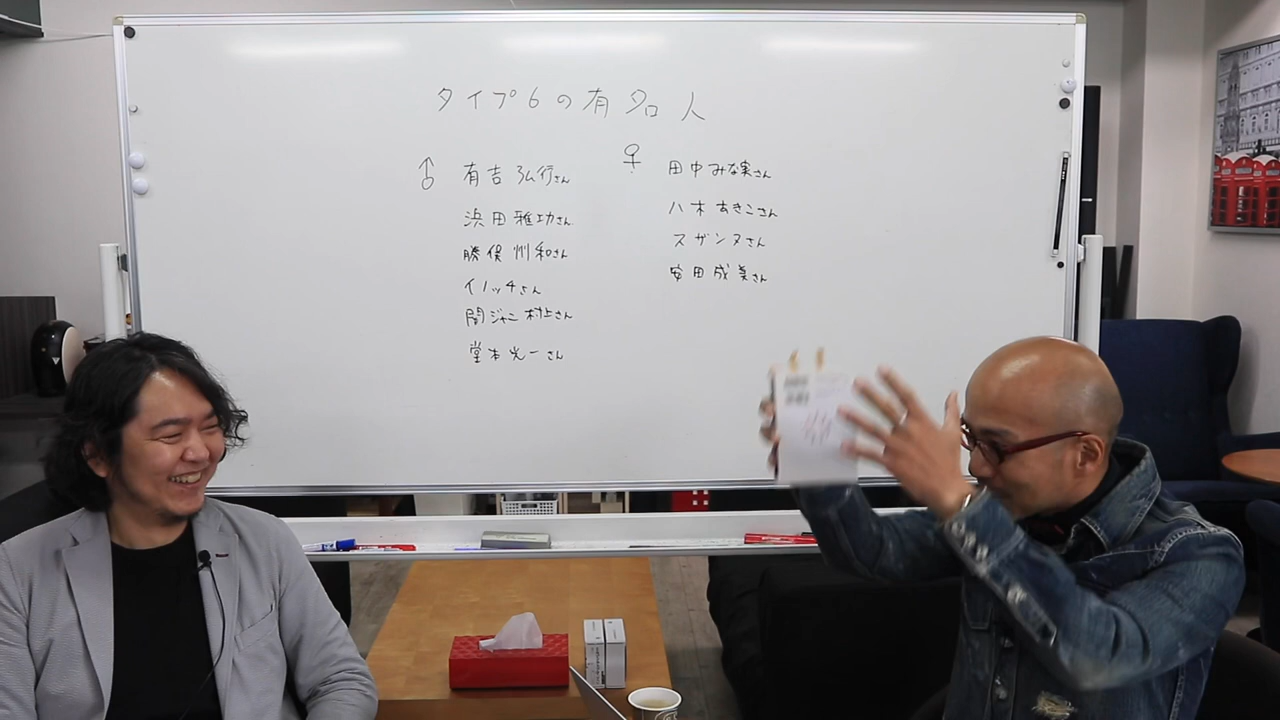 タイプ6の有名人
♂ 有吉弘行さん
浜田雅功さん
勝俣州和さん
イノッチさん
関ジャニ村上さん
堂本光一さん
♀ 田中みな実さん
八木あきこさん
スザンヌさん
安田成美さん